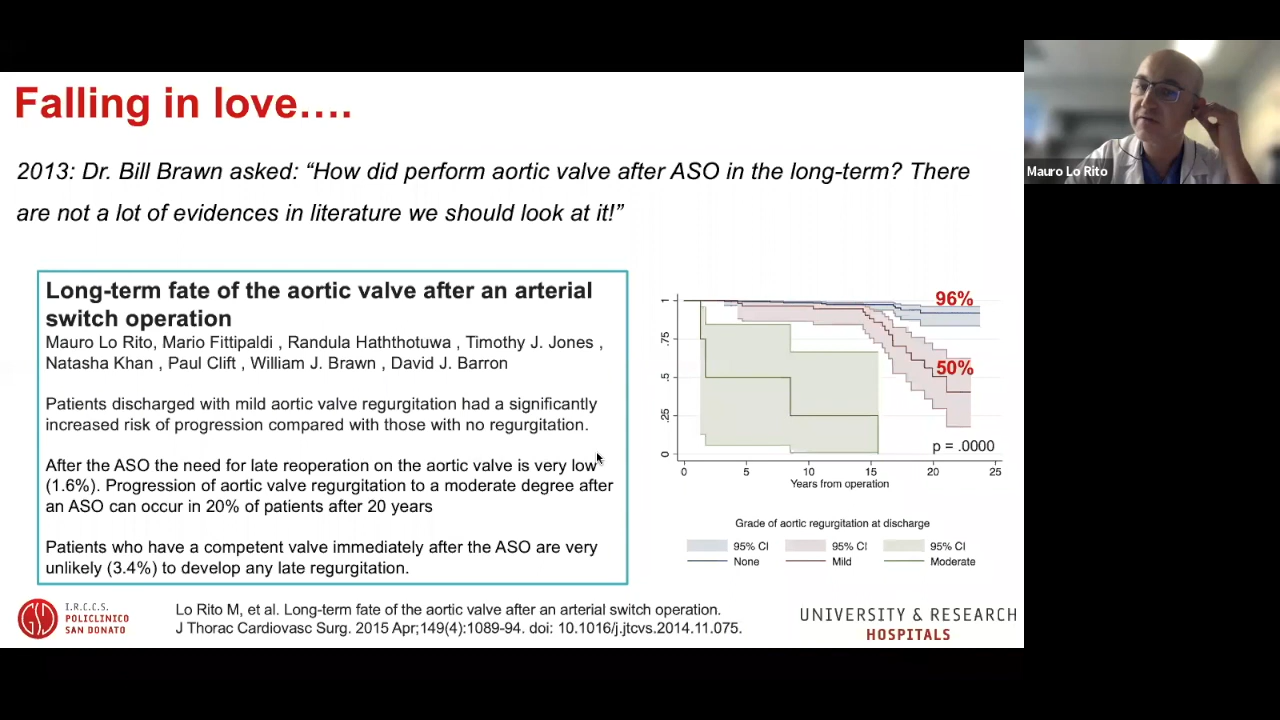 Falling in love….
2013: Dr. Bill Brawn asked: “How did perform aortic valve after ASO in the long-term? There
are not a lot of evidences in literature we should look at it!”
Long-term fate of the aortic valve after an arterial
switch operation
Mauro Lo Rito, Mario Fittipaldi , Randula Haththotuwa , Timothy J. Jones ,
Natasha Khan , Paul Clift , William J. Brawn , David J. Barron
Patients discharged with mild aortic valve regurgitation had a significantly
increased risk of progression compared with those with no regurgitation.
After the ASO the need for late reoperation on the aortic valve is very low
(1.6%). Progression of aortic valve regurgitation to a moderate degree after
an ASO can occur in 20% of patients after 20 years
Patients who have a competent valve immediately after the ASO are very
unlikely (3.4%) to develop any late regurgitation.
1
.75
.5
.25
0
96%
50%
p = .0000
0 5 10 15 20 25
Years from operation
Grade of aortic regurgitation at discharge
95% CI 95% CI 95% CI
None Mild Moderate
GSD
I.R.C.C.S.
POLICLINICO
SAN DONATO
Lo Rito M, et al. Long-term fate of the aortic valve after an arterial switch operation.
J Thorac Cardiovasc Surg. 2015 Apr;149(4):1089-94. doi: 10.1016/j.jtcvs.2014.11.075.
UNIVERSITY & RESEARCH
HOSPITALS
Mauro Lo Rito